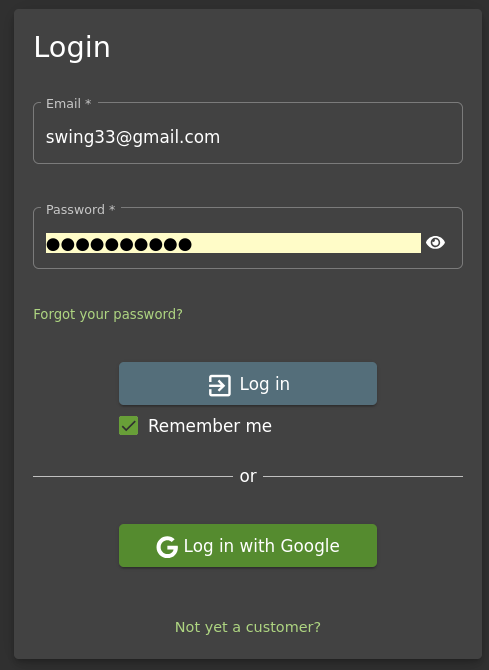 Login
Email *
swing33@gmail.com
Password *
●●●●●●●●●●
Forgot your password?
Log in
Remember me
or
Log in with Google
Not yet a customer?